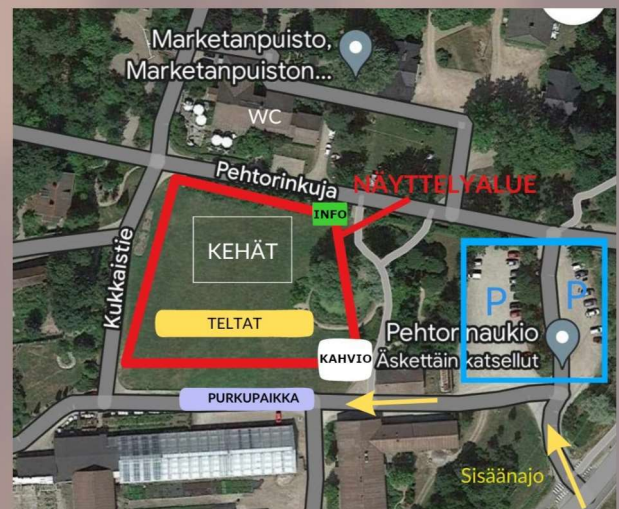 Marketanpuisto,
Marketanpuiston...
WC
Pehtorinkuja
NÄYTTELYALUE
INFO
KEHÄT
Kukkaistie
TELTAT
P P
Pehtorinaukio
KAHVIO
Äskettäin katsellut
PURKUPAIKKA
Sisäänajo